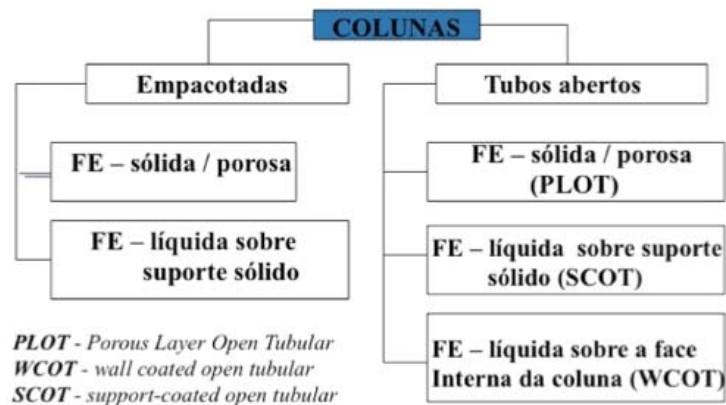 COLUNAS
Empacotadas
FE – sólida / porosa
FE – líquida sobre
suporte sólido
Tubos abertos
FE – sólida / porosa
(PLOT)
FE – líquida sobre suporte
sólido (SCOT)
FE – líquida sobre a face
Interna da coluna (WCOT)
PLOT - Porous Layer Open Tubular
WCOT - wall coated open tubular
SCOT - support-coated open tubular